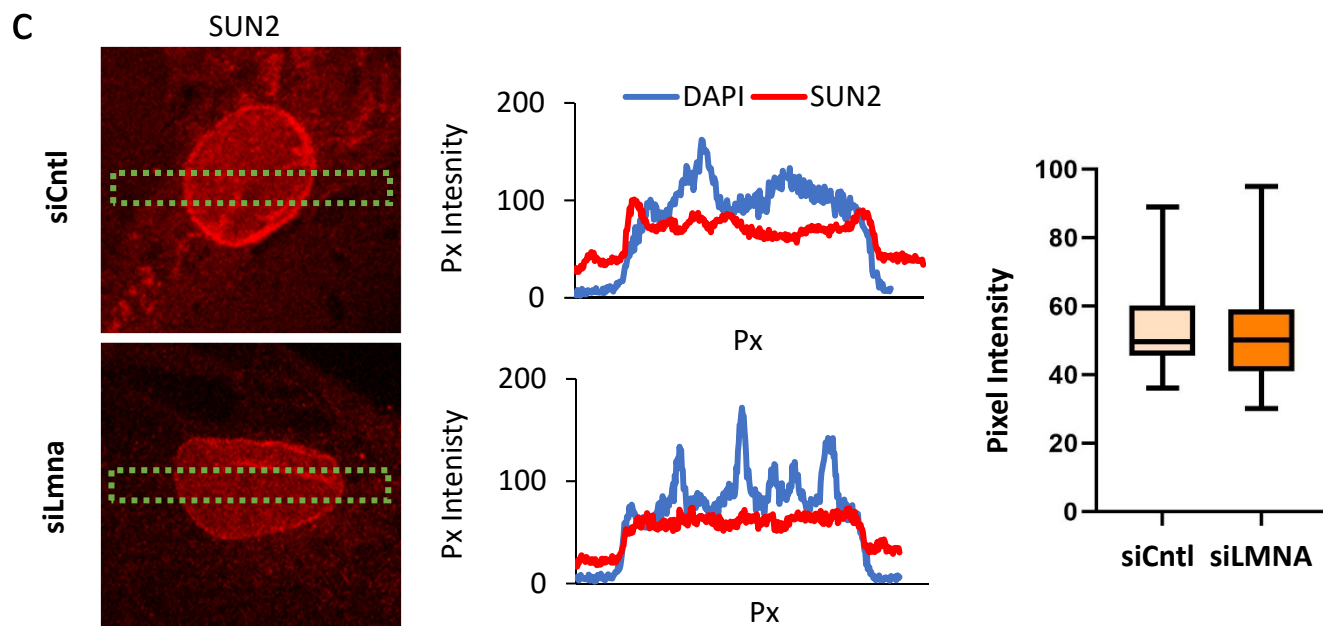 C
SUN2
siCntl
siLmna
DAPI
SUN2
200
100
0
Px Intesnity
Px
200
100
0
Px Intenisty
Px
100
80
60
40
20
0
Pixel Intensity
siCntl
siLMNA